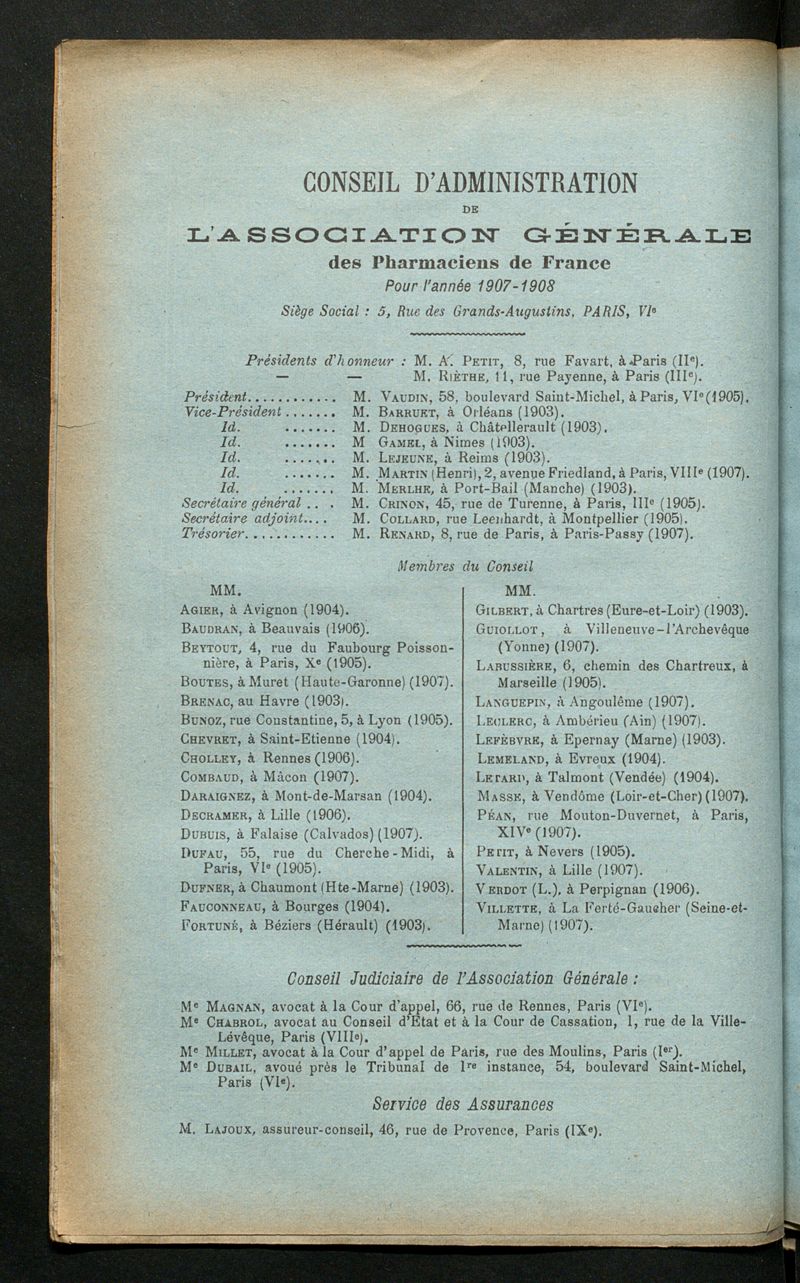 CONSEIL D'ADMINISTRATION
DE
L'ASSOCIATION GÉNÉRALE
des Pharmaciens de France
Pour l'année 1907-1908
Siège Social : 5, Rue des Grands-Augustins, PARIS, VIe
Présidents d'honneur : M. A. PETIT, 8, rue Favart, à Paris (IIe).
— — M. RIÈTHE, 11, rue Payenne, à Paris (IIIe).
Président............ M. VAUDIN, 58, boulevard Saint-Michel, à Paris, VIe (1905).
Vice-Président....... M. BARRUET, à Orléans (1903).
Id. ....... M. DEHOGUES, à Châtellerault (1903).
Id. ....... M GAMEL, à Nimes (1903).
Id. ....... M. LEJEUNE, à Reims (1903).
Id. ....... M. MARTIN (Henri), 2, avenue Friedland, à Paris, VIIIe (1907).
Id. ....... M. MERLHE, à Port-Bail (Manche) (1903).
Secrétaire général .. . M. CRINON, 45, rue de Turenne, à Paris, IIIe (1905).
Secrétaire adjoint.... M. COLLARD, rue Leenhardt, à Montpellier (1905).
Trésorier............. M. RENARD, 8, rue de Paris, à Paris-Passy (1907).
Membres du Conseil
MM.
AGIER, à Avignon (1904).
BAUDRAN, à Beauvais (1906).
BEYTOUT, 4, rue du Faubourg Poisson-
nière, à Paris, Xe (1905).
BOUTES, à Muret (Haute-Garonne) (1907).
BRENAC, au Havre (1903).
BUNOZ, rue Constantine, 5, à Lyon (1905).
CHEVRET, à Saint-Etienne (1904).
CHOLLEY, à Rennes (1906).
COMBAUD, à Mâcon (1907).
DARAIGNEZ, à Mont-de-Marsan (1904).
DECRAMER, à Lille (1906).
DUBUIS, à Falaise (Calvados) (1907).
DUFAU, 55, rue du Cherche-Midi, à
Paris, VIe (1905).
DUFNER, à Chaumont (Hte-Marne) (1903).
FAUCONNEAU, à Bourges (1904).
FORTUNÉ, à Béziers (Hérault) (1903).
MM.
GILBERT, à Chartres (Eure-et-Loir) (1903).
GUIOLLOT, à Villeneuve-l'Archevêque
(Yonne) (1907).
LABUSSIÈRE, 6, chemin des Chartreux, à
Marseille (1905).
LANGUEPIN, à Angoulême (1907).
LECLERC, à Ambérieu (Ain) (1907).
LEFÈBVRE, à Epernay (Marne) (1903).
LEMELAND, à Evreux (1904).
LETARD, à Talmont (Vendée) (1904).
MASSE, à Vendôme (Loir-et-Cher) (1907).
PÉAN, rue Mouton-Duvernet, à Paris,
XIVe (1907).
PETIT, à Nevers (1905).
VALENTIN, à Lille (1907).
VERDOT (L.), à Perpignan (1906).
VILLETTE, à La Ferté-Gaucher (Seine-et-
Marne) (1907).
Conseil Judiciaire de l'Association Générale :
Me MAGNAN, avocat à la Cour d'appel, 66, rue de Rennes, Paris (VIe).
Me CHABROL, avocat au Conseil d'État et à la Cour de Cassation, 1, rue de la Ville-
Lévêque, Paris (VIIIe).
Me MILLET, avocat à la Cour d'appel de Paris, rue des Moulins, Paris (Ier).
Me DUBAIL, avoué près le Tribunal de 1re instance, 54, boulevard Saint-Michel,
Paris (VIe).
Service des Assurances
M. LAJOUX, assureur-conseil, 46, rue de Provence, Paris (IXe).